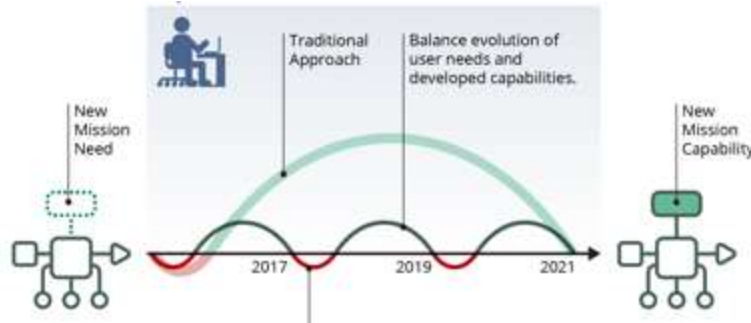 Traditional
Approach
Balance evolution of
user needs and
developed capabilities.
New
Mission
Need
New
Mission
Capability
2017
2019
2021